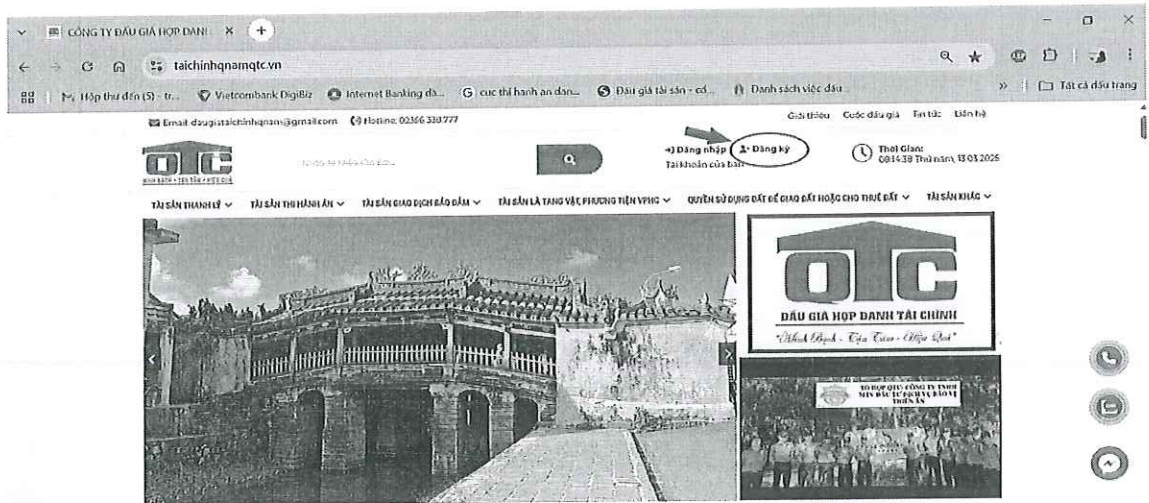 CÔNG TY ĐẤU GIÁ HỢP DANH
taichinhqnamqtc.vn
Hộp thư đến (5) - tr... Vietcombank DigiBiz Internet Banking dà... cuc thi hanh an dan... Đấu giá tài sản - cổ... Danh sách việc đấu... Tất cả dấu trang
Email: daugiataichinhqnam@gmail.com Hotline: 02366 338 777 Giới thiệu Cuộc đấu giá Tin tức Liên hệ
Đăng nhập Đăng ký Thời Gian:
Tài khoản của bạn 08:14:38 Thứ năm, 13 03 2025
QTC
TÀI SẢN THANH LÝ TÀI SẢN THI HÀNH ÁN TÀI SẢN GIAO DỊCH BẢO ĐẢM TÀI SẢN LÀ TANG VẬT, PHƯƠNG TIỆN VPHC QUYỀN SỬ DỤNG ĐẤT ĐỂ GIAO ĐẤT HOẶC CHO THUÊ ĐẤT TÀI SẢN KHÁC
QTC
ĐẤU GIÁ HỢP DANH TÀI CHÍNH
"Minh Bạch - Tận Tâm - Hiệu Quả"